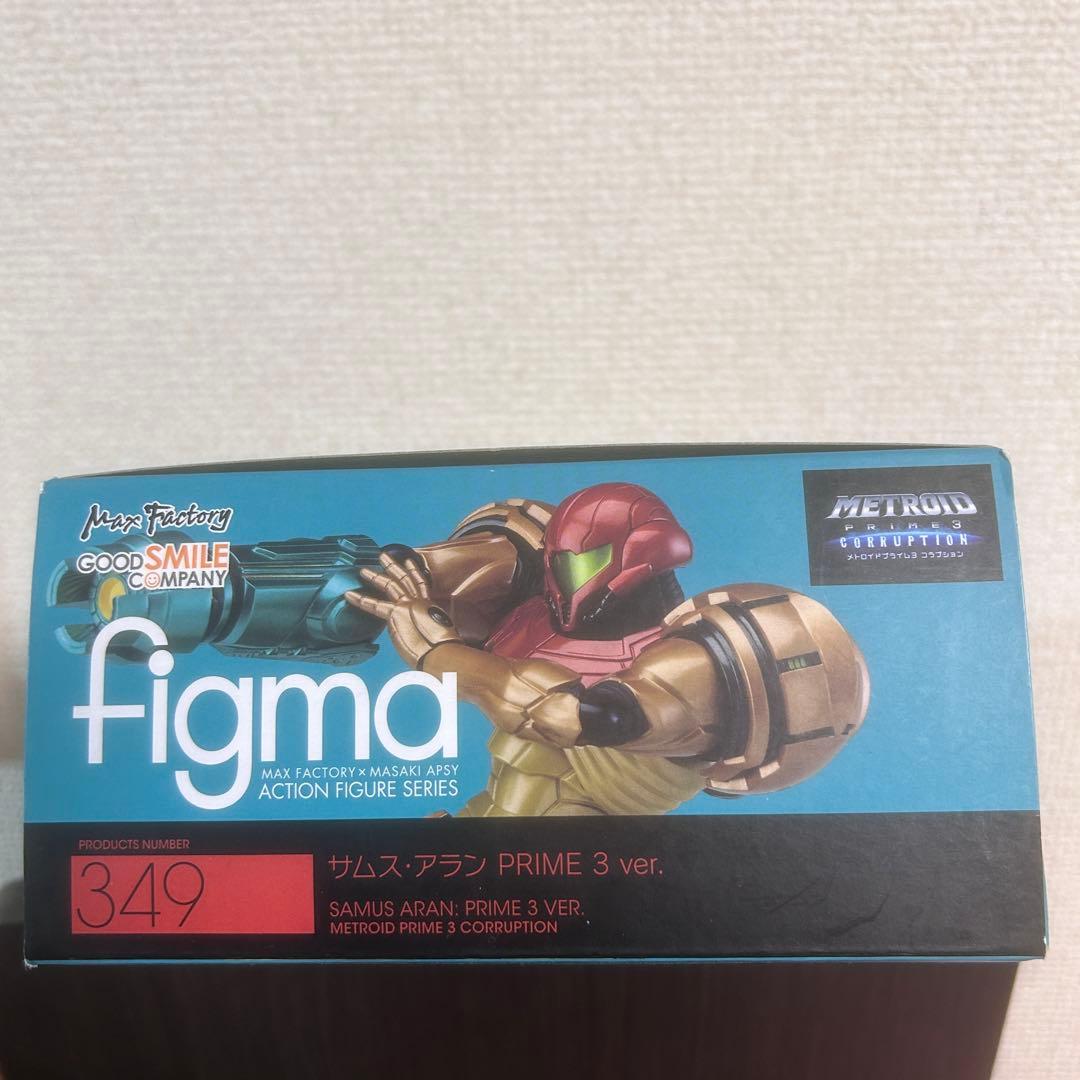 Max Factory
GOOD SMILE
COMPANY
figma
MAX FACTORY × MASAKI APSY
ACTION FIGURE SERIES
METROID
PRIME 3
CORRUPTION
メトロイドプライム3 コラプション
PRODUCTS NUMBER
349
サムス・アラン PRIME 3 ver.
SAMUS ARAN: PRIME 3 VER.
METROID PRIME 3 CORRUPTION